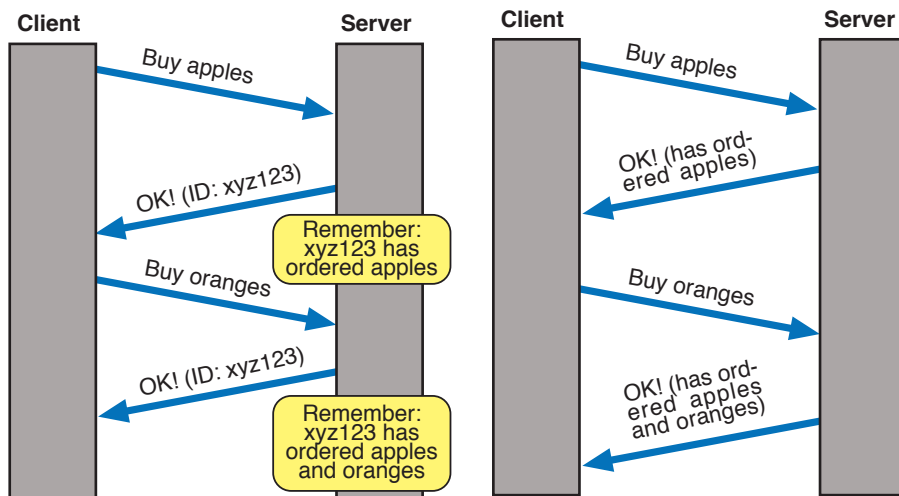 Client
Server
Buy apples
OK! (ID: xyz123)
Remember:
xyz123 has
ordered apples
Buy oranges
OK! (ID: xyz123)
Remember:
xyz123 has
ordered apples
and oranges
Client
Server
Buy apples
OK! (has ord-
ered apples)
Buy oranges
OK! (has ord-
ered apples
and oranges)